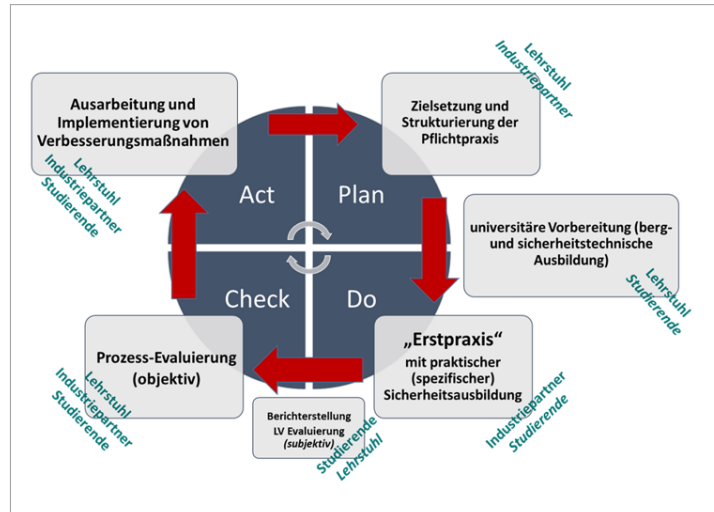 Ausarbeitung und
Implementierung von
Verbesserungsmaßnahmen
Lehrstuhl
Industriepartner
Studierende
Act
Plan
Zielsetzung und
Strukturierung der
Pflichtpraxis
Lehrstuhl
Industriepartner
universitäre Vorbereitung (berg-
und sicherheitstechnische
Ausbildung)
Lehrstuhl
Studierende
Check
Do
„Erstpraxis“
mit praktischer
(spezifischer)
Sicherheitsausbildung
Industriepartner
Studierende
Berichterstellung
LV Evaluierung
(subjektiv)
Studierende
Lehrstuhl
Prozess-Evaluierung
(objektiv)
Lehrstuhl
Industriepartner
Studierende